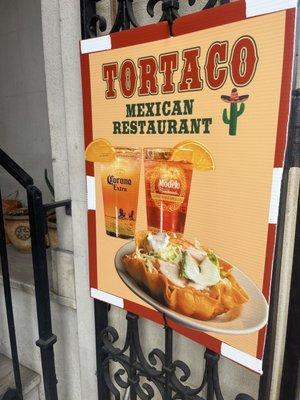 TORTACO
MEXICAN
RESTAURANT
Corona
Extra
Modelo